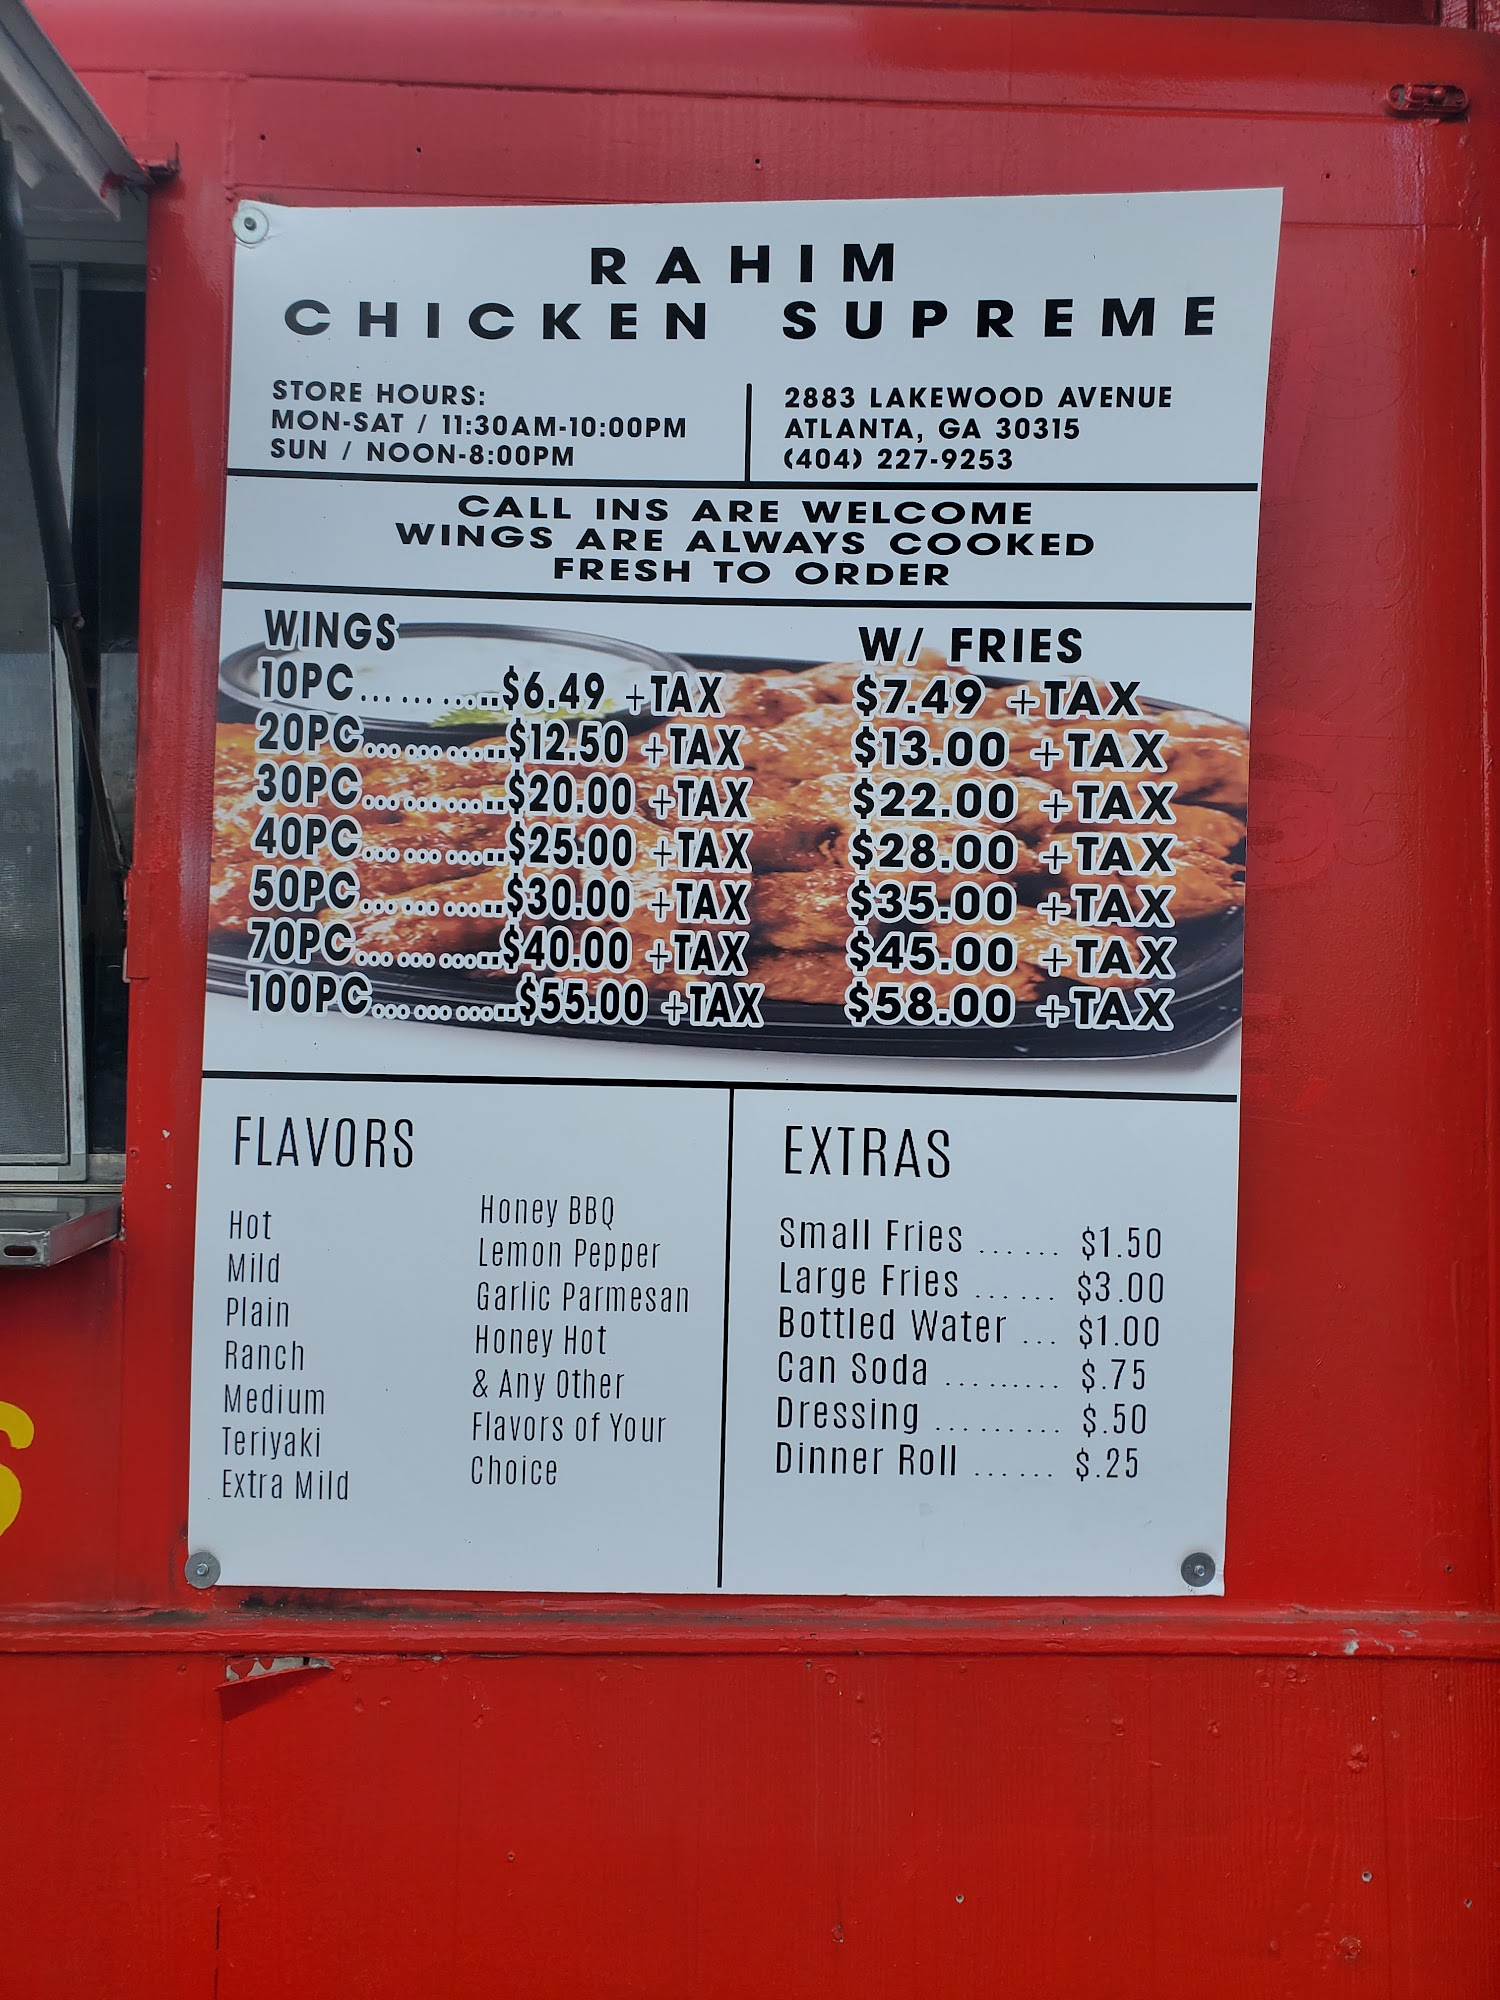 RAHIM
CHICKEN SUPREME
STORE HOURS:
MON-SAT / 11:30AM-10:00PM
SUN / NOON-8:00PM
2883 LAKEWOOD AVENUE
ATLANTA, GA 30315
(404) 227-9253
CALL INS ARE WELCOME
WINGS ARE ALWAYS COOKED
FRESH TO ORDER
WINGS W/ FRIES
10PC...........$6.49 +TAX $7.49 +TAX
20PC...........$12.50 +TAX $13.00 +TAX
30PC...........$20.00 +TAX $22.00 +TAX
40PC...........$25.00 +TAX $28.00 +TAX
50PC...........$30.00 +TAX $35.00 +TAX
70PC...........$40.00 +TAX $45.00 +TAX
100PC...........$55.00 +TAX $58.00 +TAX
FLAVORS
Hot
Mild
Plain
Ranch
Medium
Teriyaki
Extra Mild
Honey BBQ
Lemon Pepper
Garlic Parmesan
Honey Hot
& Any Other
Flavors of Your
Choice
EXTRAS
Small Fries ...... $1.50
Large Fries ...... $3.00
Bottled Water ... $1.00
Can Soda ......... $.75
Dressing ......... $.50
Dinner Roll ...... $.25